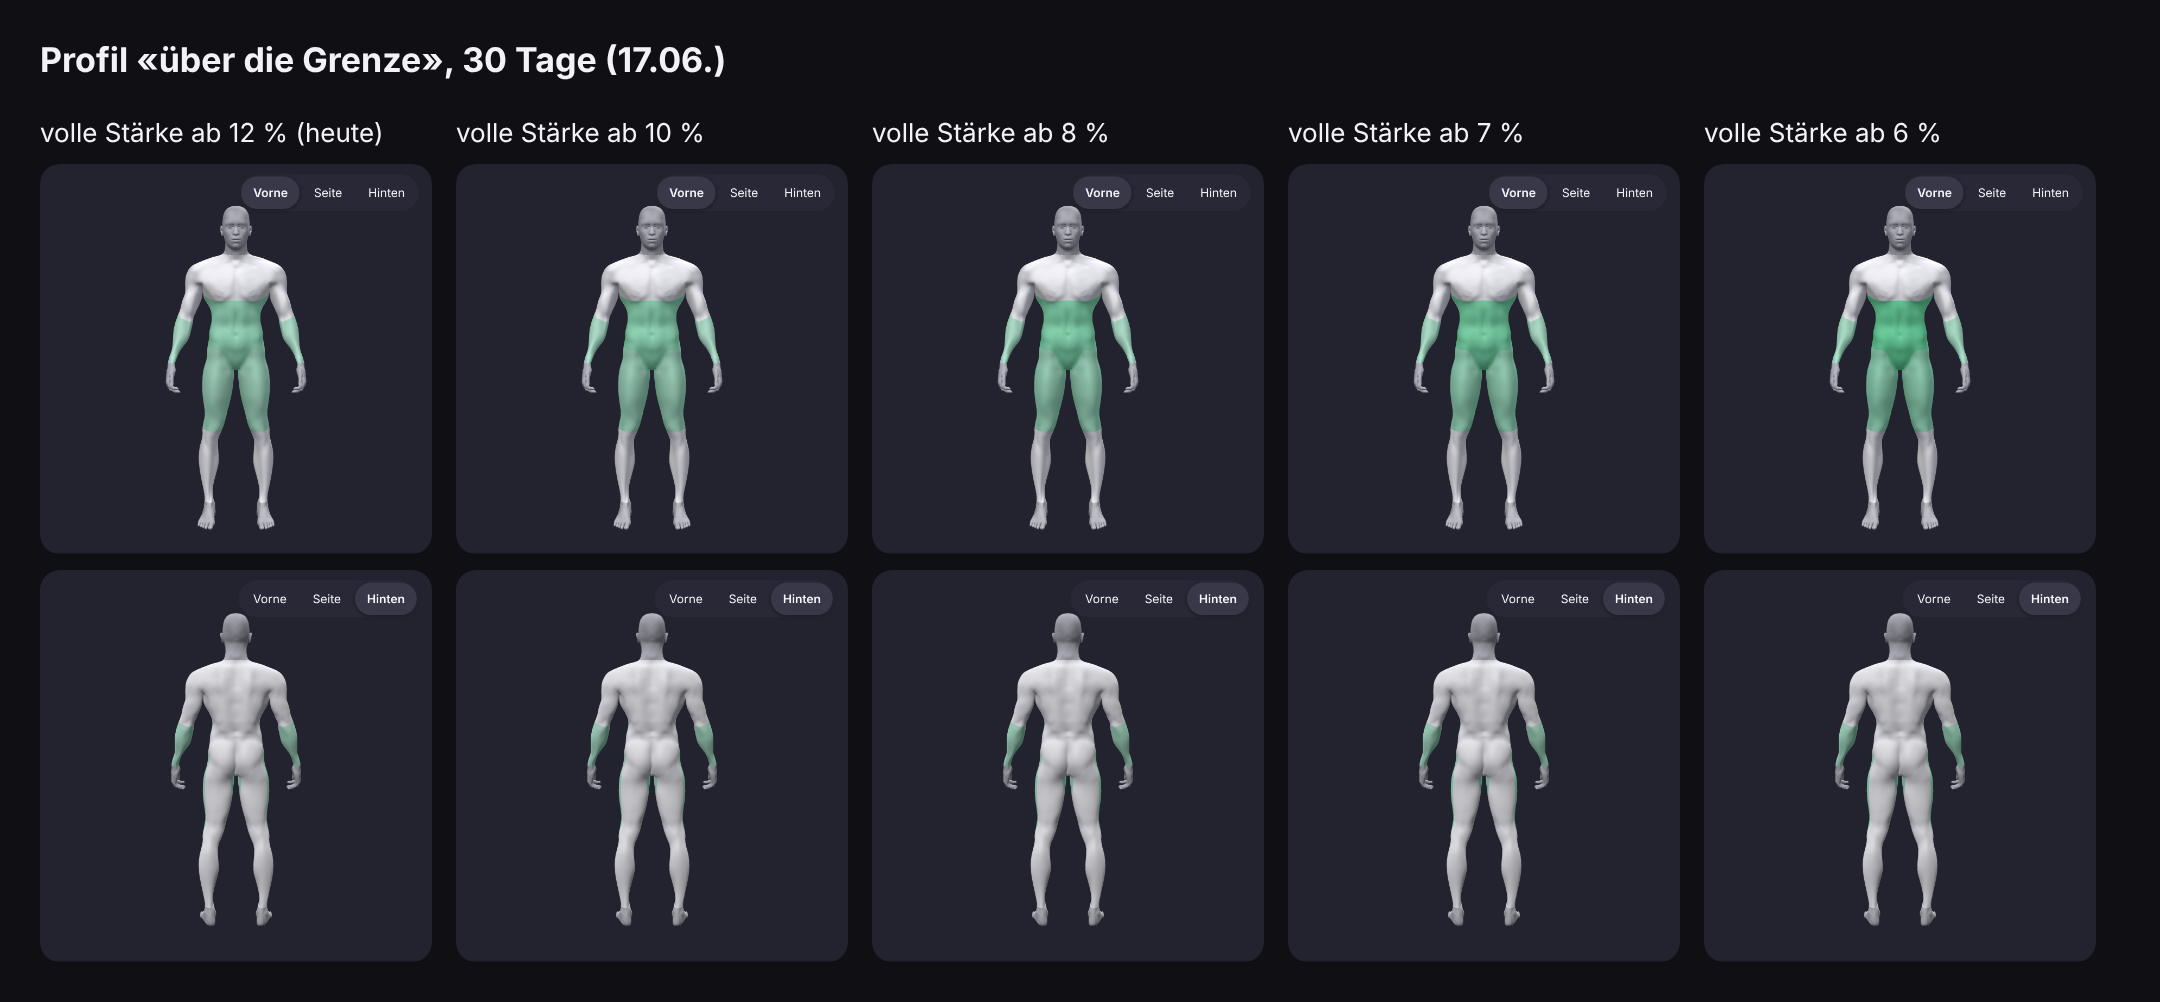 Profil «über die Grenze», 30 Tage (17.06.)
volle Stärke ab 12 % (heute)
volle Stärke ab 10 %
volle Stärke ab 8 %
volle Stärke ab 7 %
volle Stärke ab 6 %
Vorne Seite Hinten
Vorne Seite Hinten
Vorne Seite Hinten
Vorne Seite Hinten
Vorne Seite Hinten
Vorne Seite Hinten
Vorne Seite Hinten
Vorne Seite Hinten
Vorne Seite Hinten
Vorne Seite Hinten